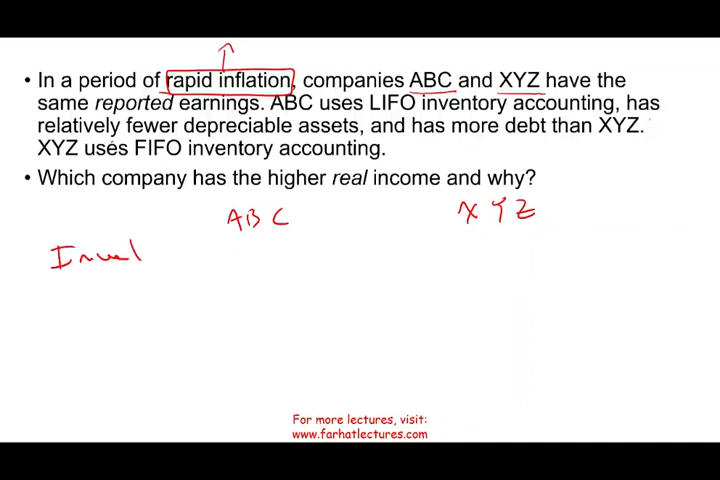 • In a period of rapid inflation, companies ABC and XYZ have the
same reported earnings. ABC uses LIFO inventory accounting, has
relatively fewer depreciable assets, and has more debt than XYZ.
XYZ uses FIFO inventory accounting.
• Which company has the higher real income and why?
ABC XYZ
For more lectures, visit:
www.farhatlectures.com